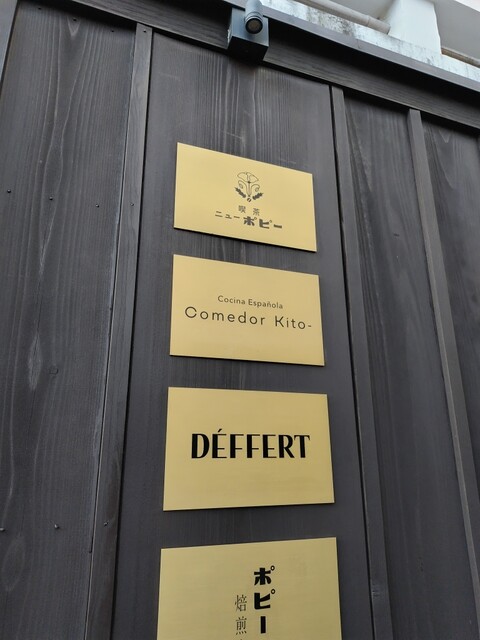 喫茶
ニューポピー
Cocina Española
Comedor Kito-
DÉFFERT
ポピー
焙煎